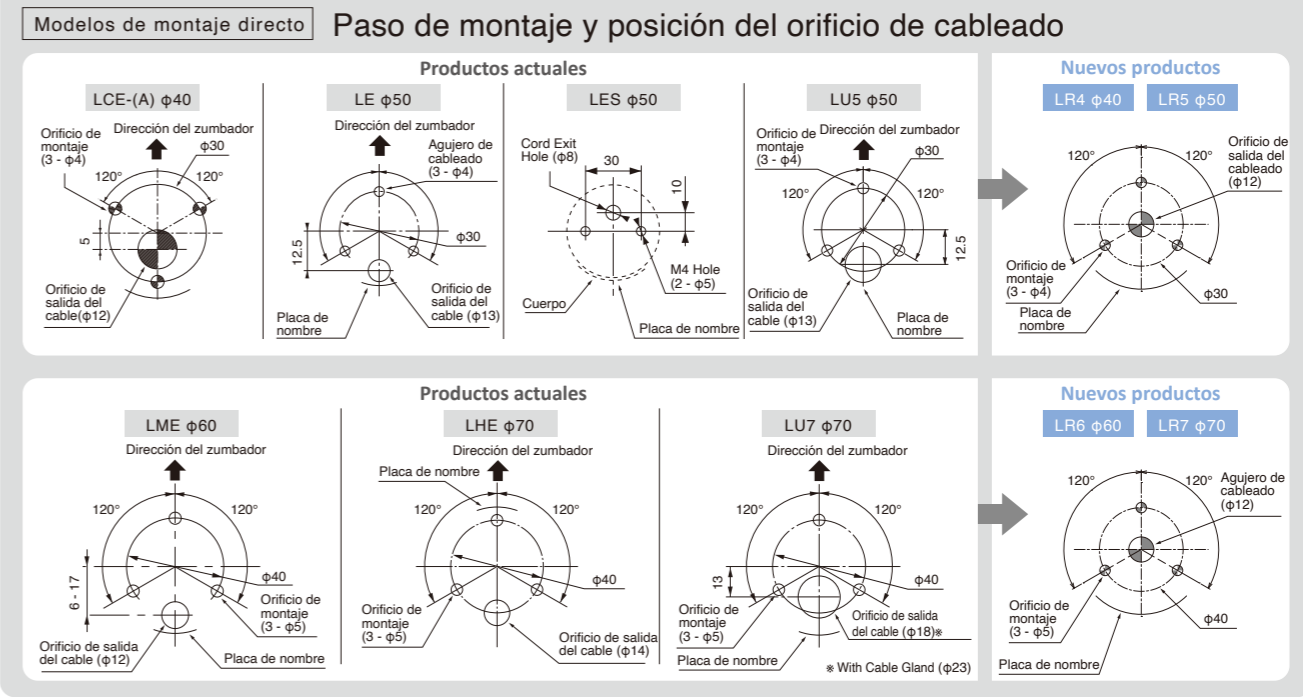 Modelos de montaje directo
Paso de montaje y posición del orificio de cableado
Productos actuales
LCE-(A) φ40
Orificio de
montaje
(3 - φ4)
Dirección del zumbador
φ30
120°
120°
5
Orificio de
salida del
cable(φ12)
LE φ50
Dirección del zumbador
Agujero de
cableado
(3 - φ4)
120°
120°
12.5
φ30
Orificio de
salida del
cable (φ13)
Placa de
nombre
LES φ50
Cord Exit
Hole (φ8)
30
10
M4 Hole
(2 - φ5)
Cuerpo
Placa de nombre
LU5 φ50
Orificio de
montaje
(3 - φ4)
Dirección del zumbador
φ30
120°
120°
12.5
Orificio de
salida del
cable (φ13)
Placa de
nombre
Nuevos productos
LR4 φ40
LR5 φ50
120°
120°
Orificio de
salida del
cableado
(φ12)
Orificio de
montaje
(3 - φ4)
φ30
Placa de
nombre
Productos actuales
LME φ60
Dirección del zumbador
120°
120°
6 - 17
φ40
Orificio de
montaje
(3 - φ5)
Orificio de salida
del cable (φ12)
Placa de nombre
LHE φ70
Dirección del zumbador
Placa de nombre
120°
120°
φ40
Orificio de
montaje
(3 - φ5)
Orificio de salida
del cable (φ14)
LU7 φ70
Dirección del zumbador
120°
120°
13
φ40
Orificio de
montaje
(3 - φ5)
Orificio de salida
del cable (φ18)※
Placa de nombre
※ With Cable Gland (φ23)
Nuevos productos
LR6 φ60
LR7 φ70
120°
120°
Agujero de
cableado
(φ12)
Orificio de
montaje
(3 - φ5)
φ40
Placa de nombre